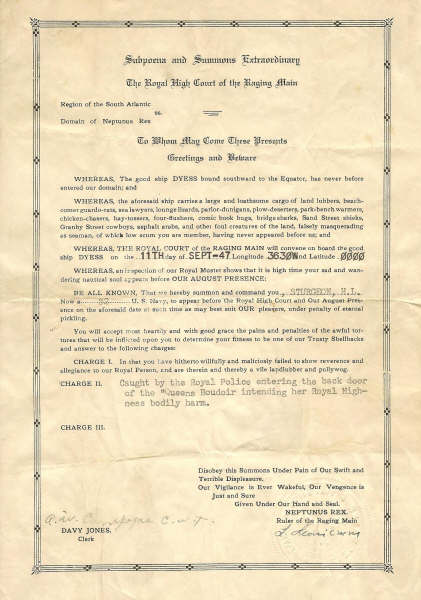 Subpoena and Summons Extraordinary
The Royal High Court of the Raging Main
Region of the South Atlantic
ss.
Domain of Neptunus Rex
To Whom May Come These Presents
Greetings and Beware
WHEREAS, The good ship DYESS bound southward to the Equator, has never before
entered our domain; and
WHEREAS, the aforesaid ship carries a large and loathsome cargo of land lubbers, beach-
comer guards-rats, sea lawyers, lounge lizards, parlor-dunigans, plow-deserters, park-bench warmers,
chicken-chasers, hay-tossers, four-flushers, comic book bugs, bridge sharks, Sand Street shieks,
Granby Street cowboys, asphalt arabs, and other foul creatures of the land, falsely masquerading
as seaman, of which low scum you are member, having never appeared before us; and
WHEREAS, THE ROYAL COURT of the RAGING MAIN will convene on board the good
ship DYESS on the 11TH day of SEPT=47 Longitude 3630W and Latitude 0000
WHEREAS, an inspection of our Royal Roster shows that it is high time your sad and wan-
dering nautical soul appears before OUR AUGUST PRESENCE;
BE ALL KNOWN, That we hereby summon and command you STURGEON, H.L.
Now a S2 U. S. Navy, to appear before the Royal High Court and Our August Pres-
ence on the aforesaid date at such time as may best suit OUR pleasure, under penalty of eternal
pickling.
You will accept most heartily and with good grace the pains and penalties of the awful tor-
tures that will be inflicted upon you to determine your fitness to be one of our Trusty Shellbacks
and answer to the following charges:
CHARGE I. In that you have hitherto willfully and maliciously failed to show reverence and
allegiance to our Royal Person, and are therein and thereby a vile landlubber and pollywog.
CHARGE II. Caught by the Royal Police entering the back door
of the Queens Boudoir intending her Royal High-
ness bodily harm.
CHARGE III.
Disobey this Summons Under Pain of Our Swift and
Terrible Displeasure.
Our Vigilance is Ever Wakeful, Our Vengence is
Just and Sure
Given Under Our Hand and Seal.
NEPTUNUS REX.
Ruler of the Raging Main
DAVY JONES.
Clerk